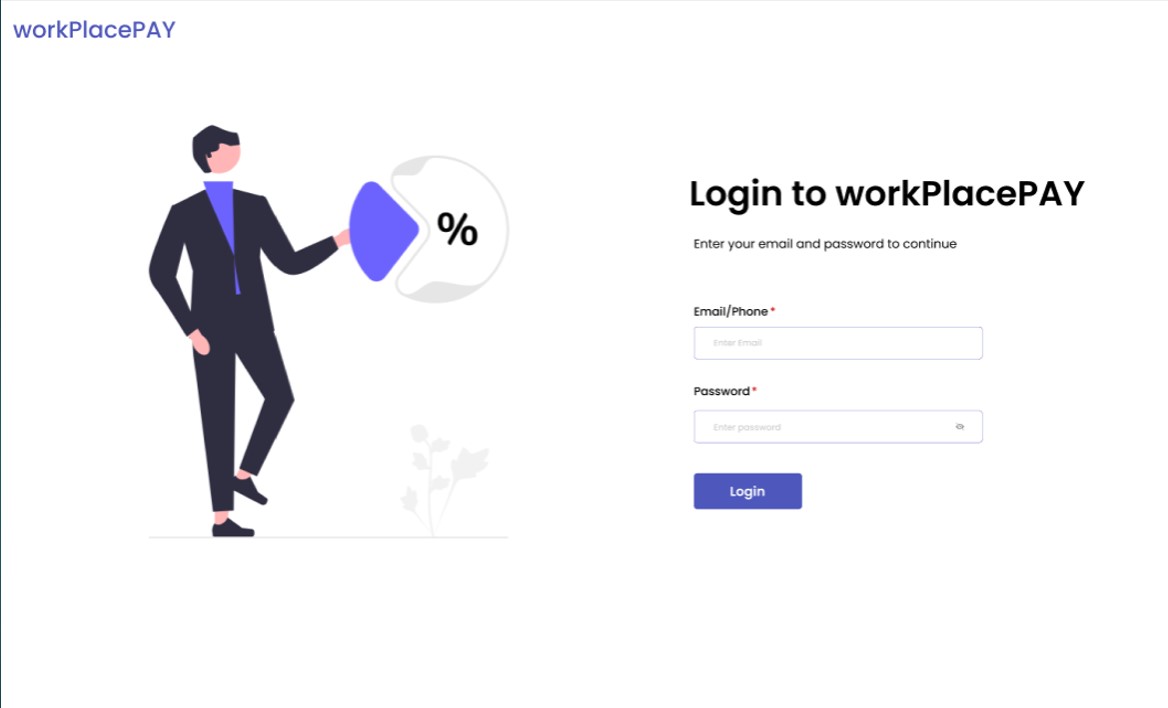 workPlacePAY
%
Login to workPlacePAY
Enter your email and password to continue
Email/Phone*
Enter Email
Password*
Enter password
Login